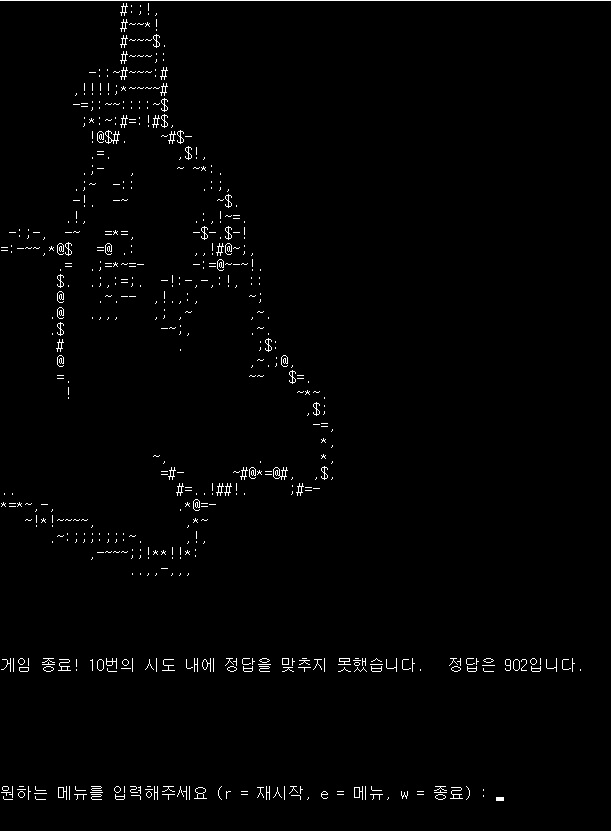 게임 종료! 10번의 시도 내에 정답을 맞추지 못했습니다. 정답은 902입니다.
원하는 메뉴를 입력해주세요 (r = 재시작, e = 메뉴, w = 종료) :